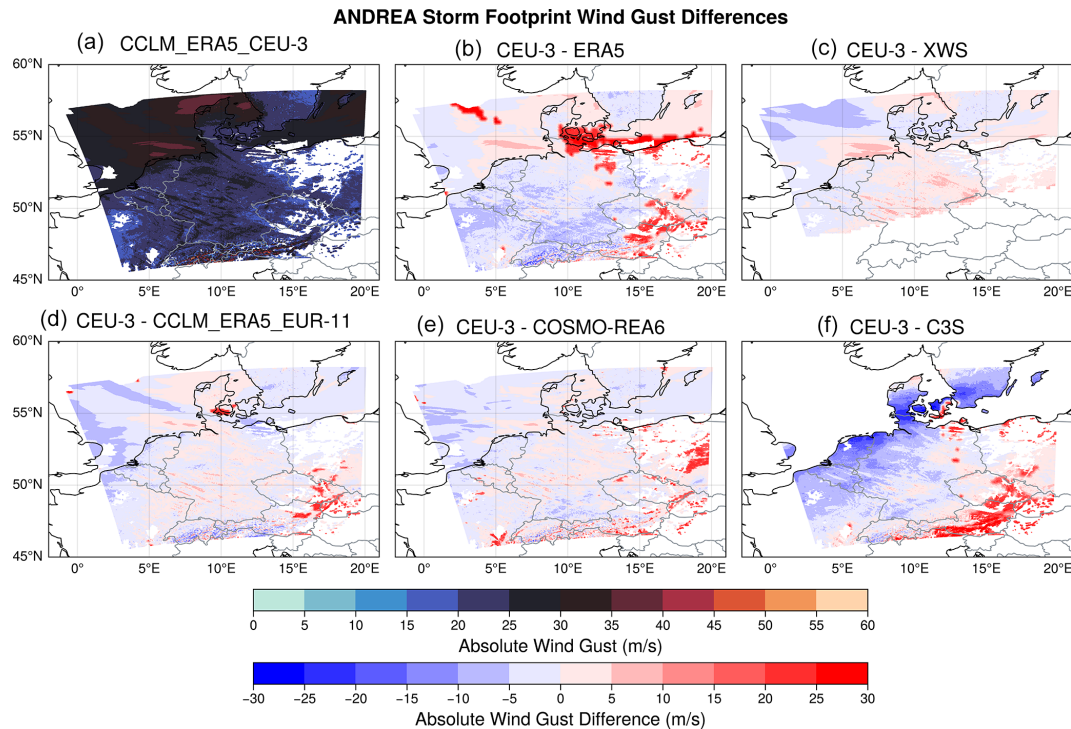 ANDREA Storm Footprint Wind Gust Differences
(a) CCLM_ERA5_CEU-3
(b) CEU-3 - ERA5
(c) CEU-3 - XWS
60°N
55°N
50°N
45°N
0° 5°E 10°E 15°E 20°E
0° 5°E 10°E 15°E 20°E
0° 5°E 10°E 15°E 20°E
(d) CEU-3 - CCLM_ERA5_EUR-11
(e) CEU-3 - COSMO-REA6
(f) CEU-3 - C3S
60°N
55°N
50°N
45°N
0° 5°E 10°E 15°E 20°E
0° 5°E 10°E 15°E 20°E
0° 5°E 10°E 15°E 20°E
0 5 10 15 20 25 30 35 40 45 50 55 60
Absolute Wind Gust (m/s)
−30 −25 −20 −15 −10 −5 0 5 10 15 20 25 30
Absolute Wind Gust Difference (m/s)